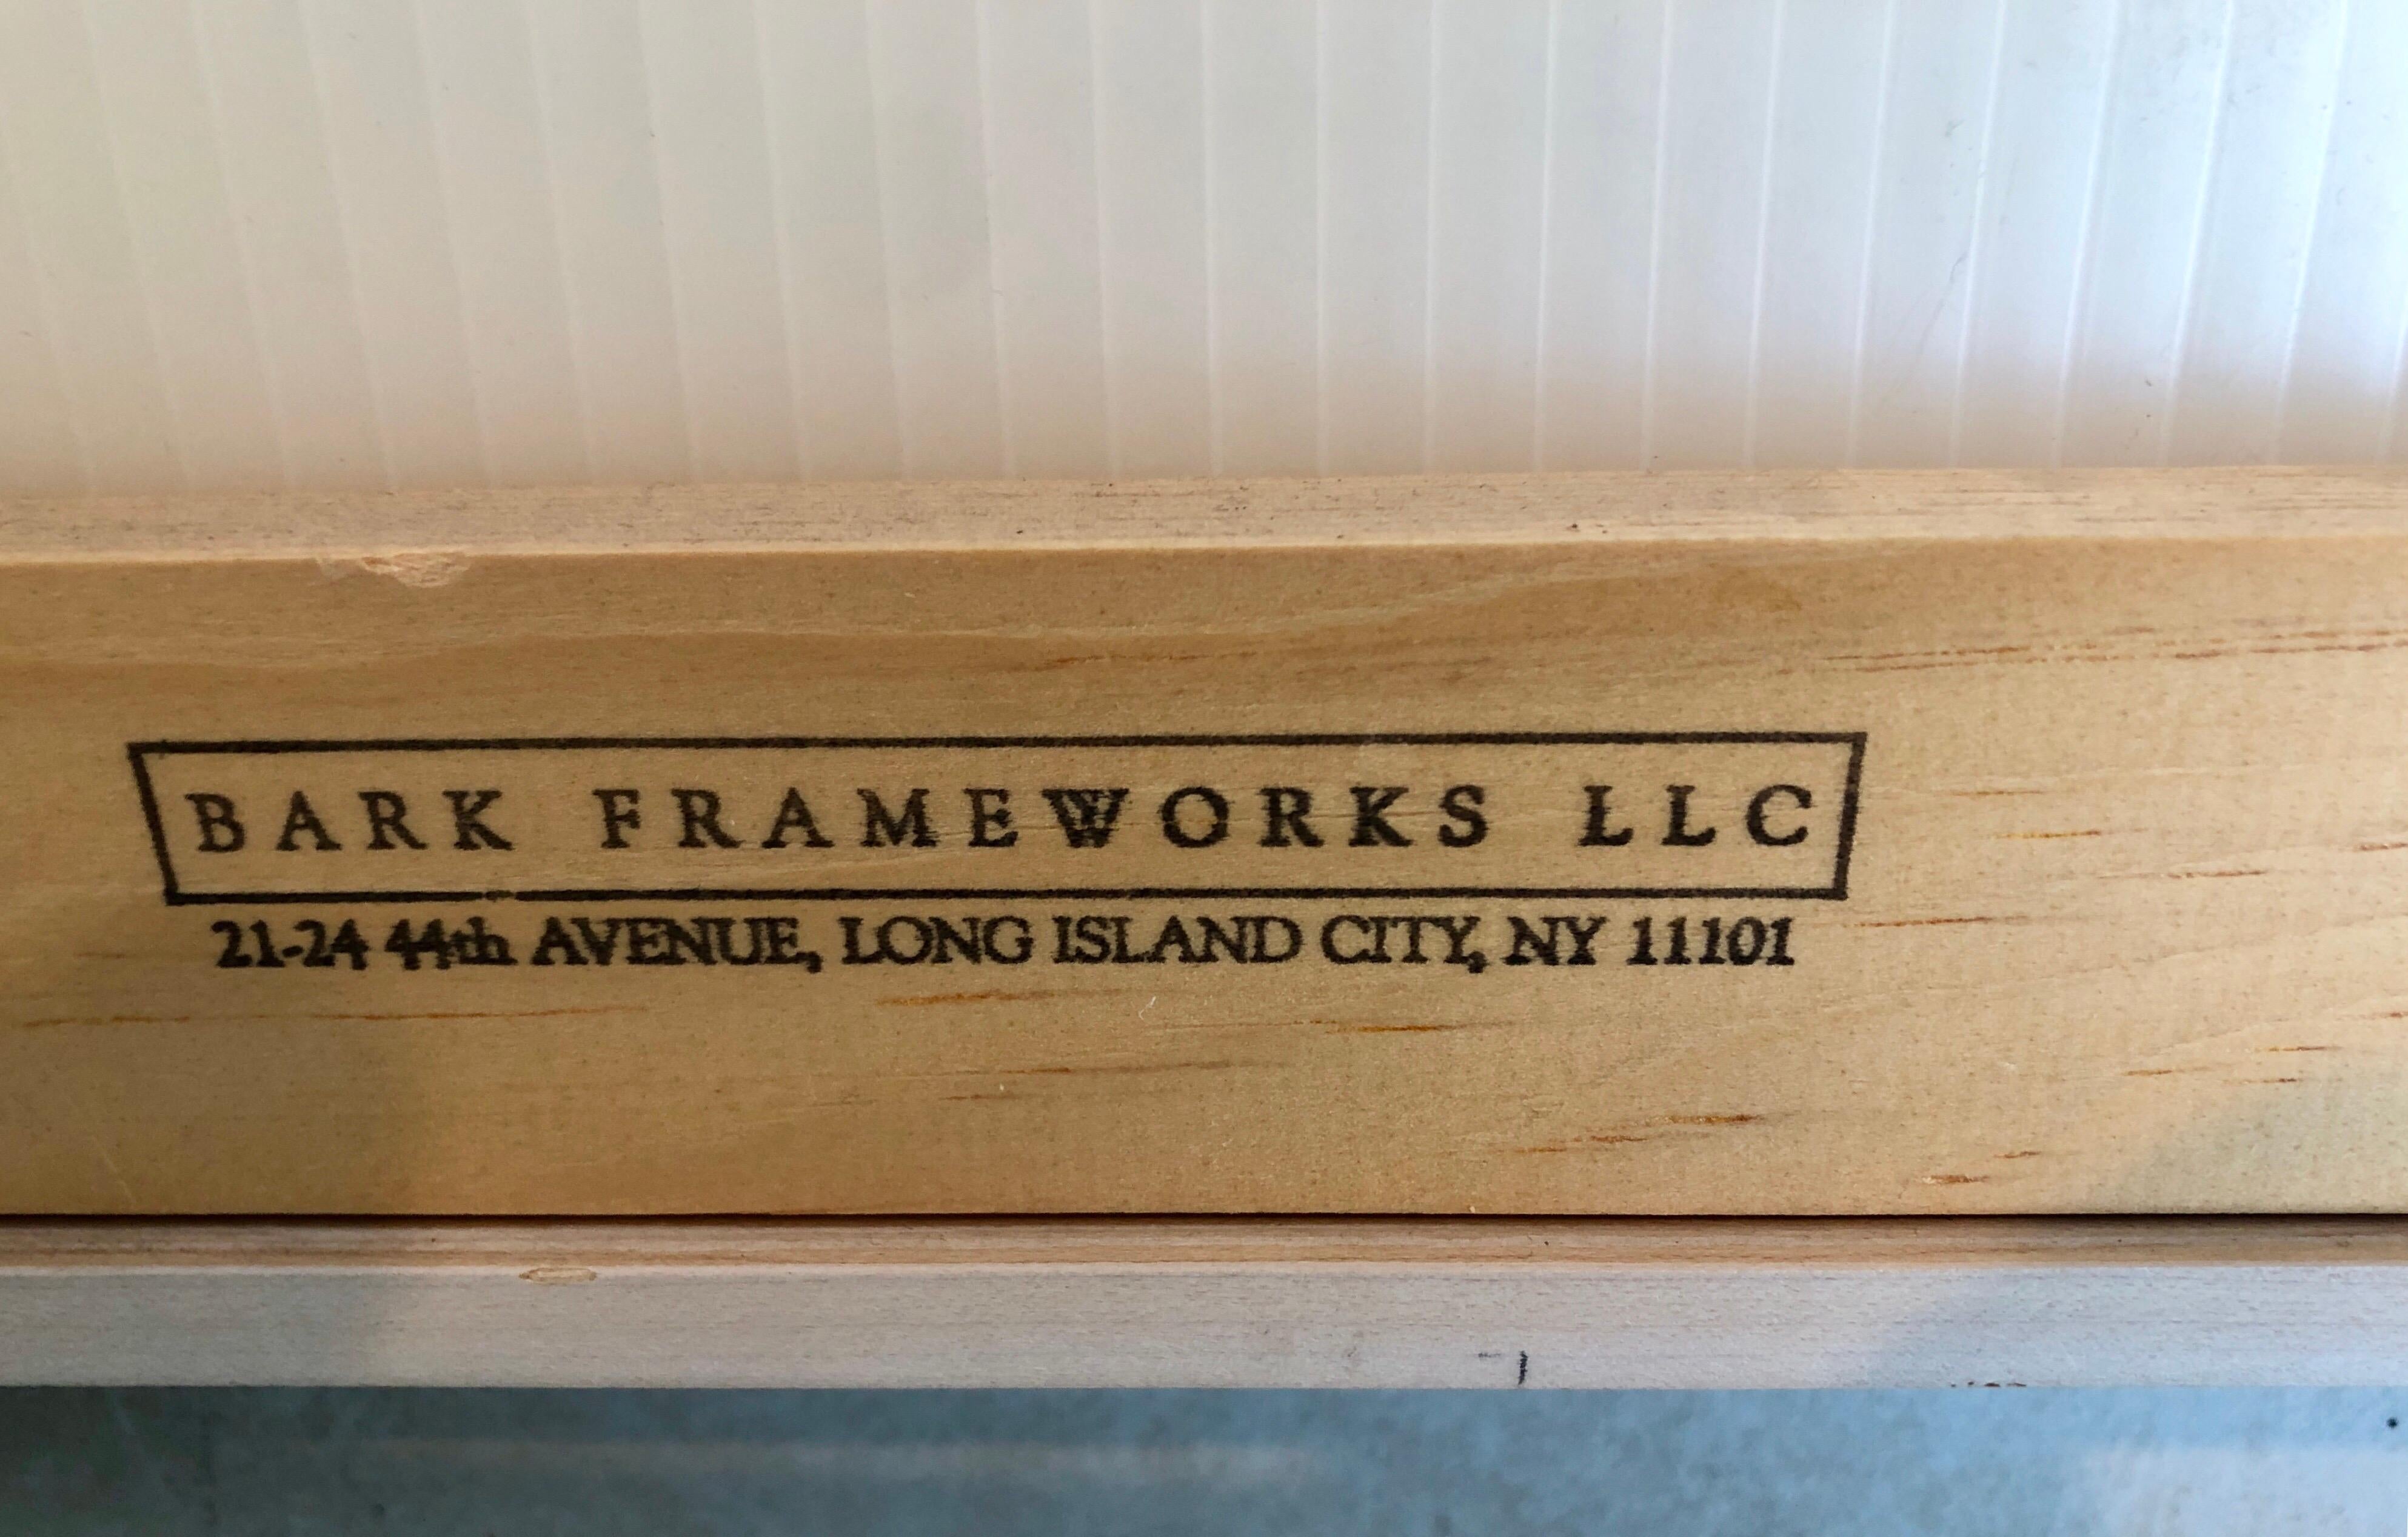 BARK FRAMEWORKS LLC
21-24 44th AVENUE, LONG ISLAND CITY, NY 11101